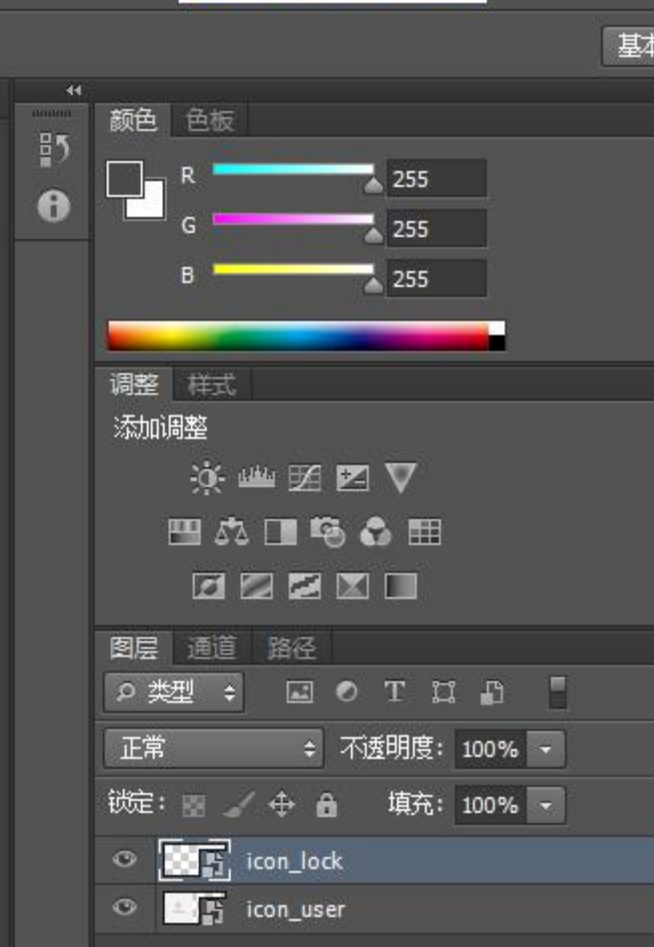 基本
颜色 色板
R 255
G 255
B 255
调整 样式
添加调整
图层 通道 路径
类型 T
正常 不透明度: 100%
锁定: 填充: 100%
icon_lock
icon_user